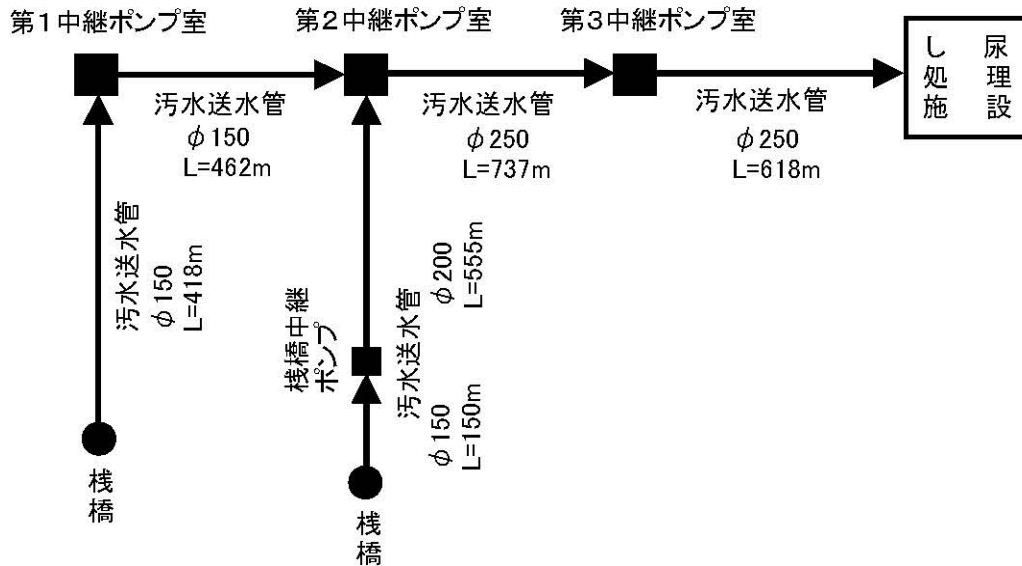 第1中継ポンプ室
第2中継ポンプ室
第3中継ポンプ室
し尿
処理
施設
汚水送水管
φ150
L=462m
汚水送水管
φ250
L=737m
汚水送水管
φ250
L=618m
汚水送水管
φ150
L=418m
桟橋
桟橋中継
ポンプ
汚水送水管
φ200
L=555m
φ150
L=150m
桟橋